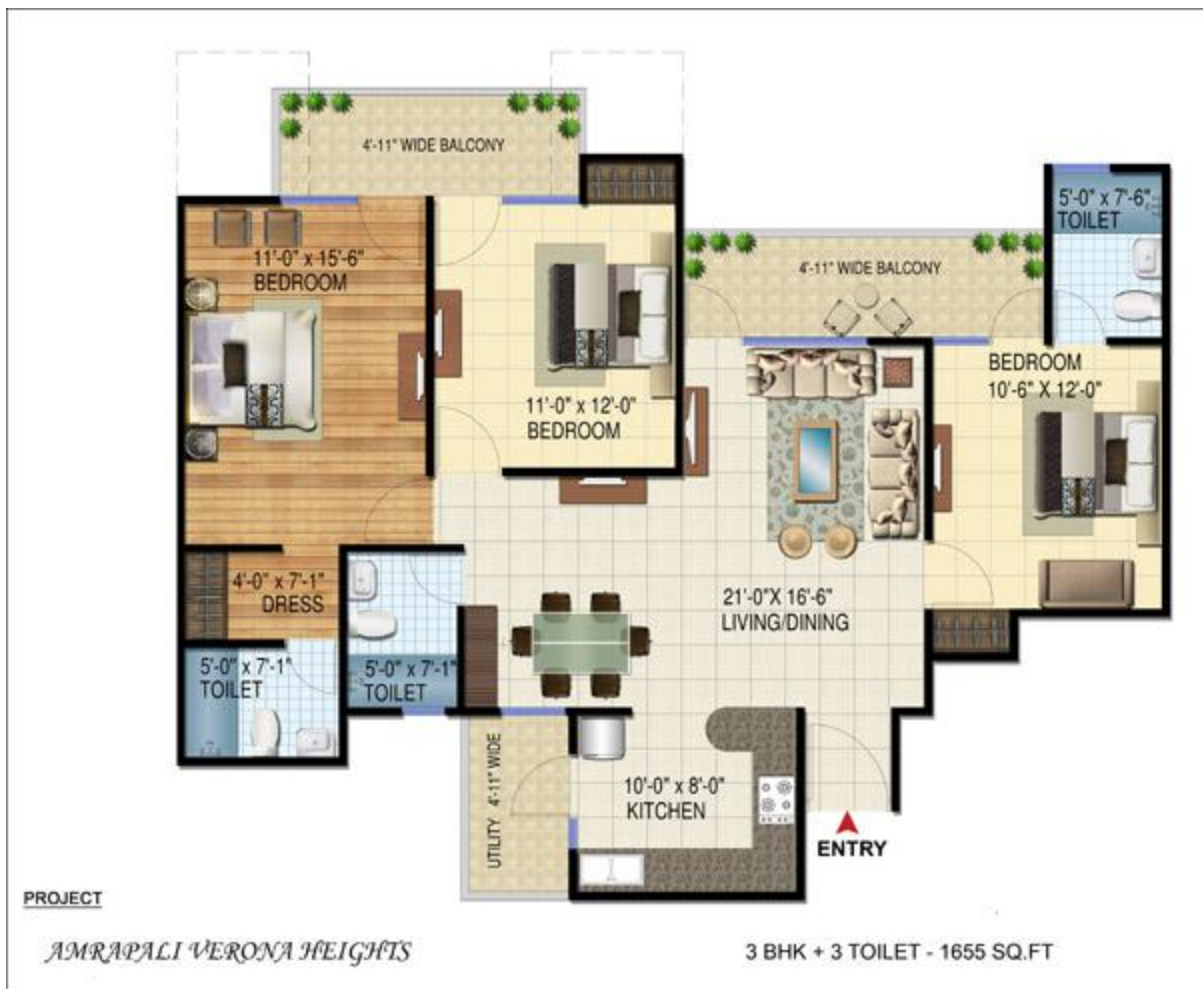 4'-11" WIDE BALCONY
5'-0" x 7'-6"
TOILET
11'-0" x 15'-6"
BEDROOM
4'-11" WIDE BALCONY
BEDROOM
10'-6" X 12'-0"
11'-0" x 12'-0"
BEDROOM
4'-0" x 7'-1"
DRESS
21'-0"X 16'-6"
LIVING/DINING
5'-0" x 7'-1"
TOILET
5'-0" x 7'-1"
TOILET
UTILITY 4'-11" WIDE
10'-0" x 8'-0"
KITCHEN
ENTRY
PROJECT
AMRAPALI VERONA HEIGHTS
3 BHK + 3 TOILET - 1655 SQ.FT